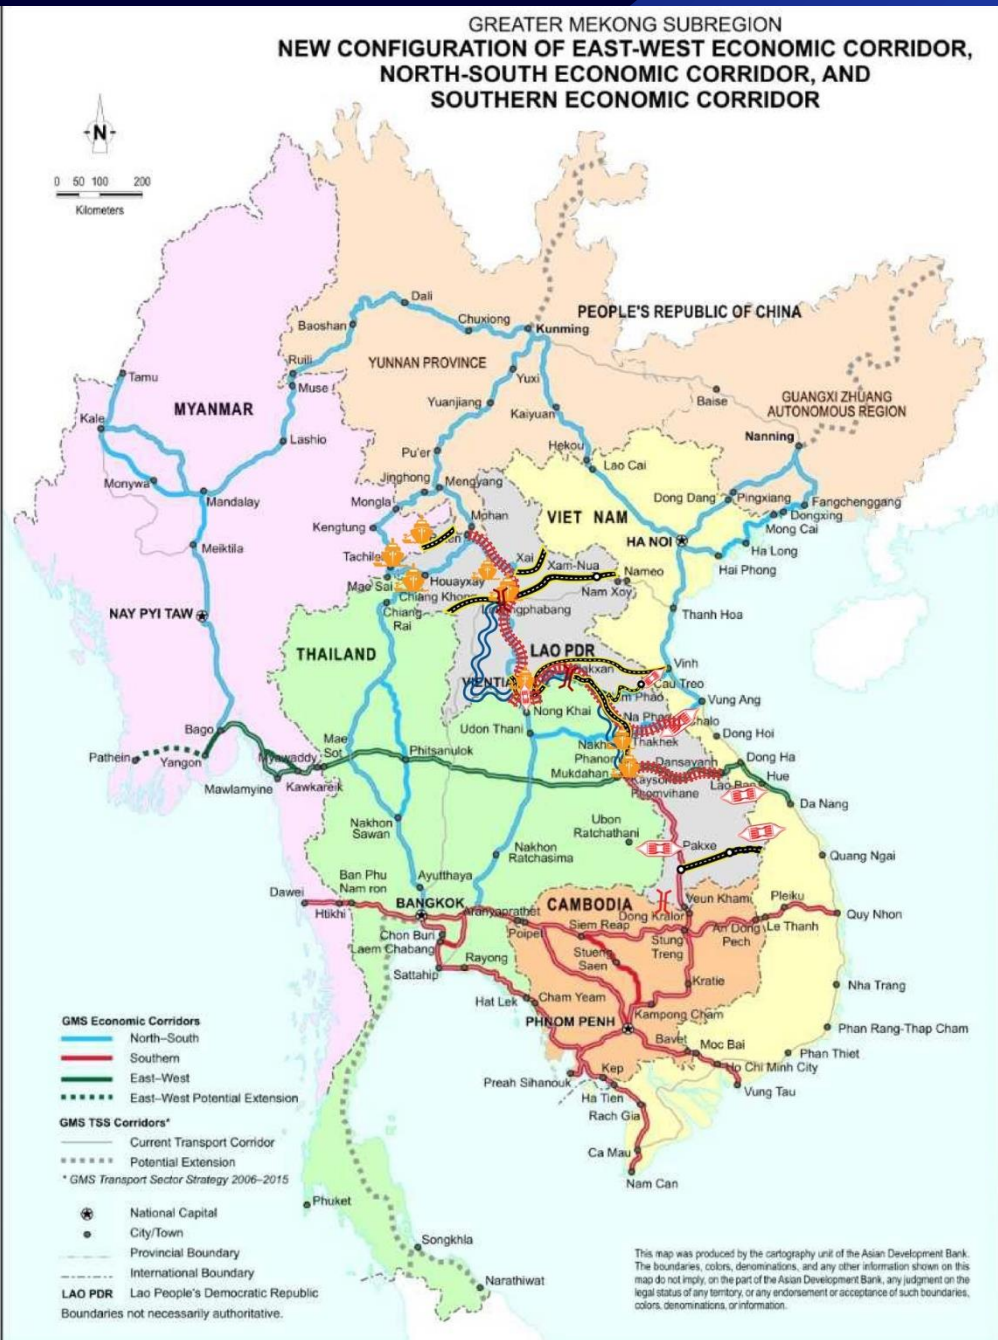 GREATER MEKONG SUBREGION
NEW CONFIGURATION OF EAST-WEST ECONOMIC CORRIDOR,
NORTH-SOUTH ECONOMIC CORRIDOR, AND
SOUTHERN ECONOMIC CORRIDOR
N
0 50 100 200
Kilometers
Dali
Baoshan
Chuxiong
Kunming
PEOPLE'S REPUBLIC OF CHINA
Ruili
YUNNAN PROVINCE
Tamu
Muse
Yuxi
MYANMAR
Yuanjiang
Kaiyuan
Baise
GUANGXI ZHUANG
AUTONOMOUS REGION
Kale
Lashio
Nanning
Pu'er
Hekou
Lao Cai
Monywa
Mandalay
Jinghong
Mengyang
Mongla
Dong Dang
Pingxiang
Fangchenggang
Dongxing
Mong Cai
Kengtung
Mohan
VIET NAM
Meiktila
HA NOI
Ha Long
Hai Phong
Tachile
Xai
Xam-Nua
Nameo
Mae Sai
Houayxay
Nam Xoy
Chiang Khong
Chiang
Rai
NAY PYI TAW
Thanh Hoa
THAILAND
LAO PDR
Vinh
Cau Treo
VIENTIA
Vung Ang
Nong Khai
Udon Thani
Dong Hoi
Bago
Mae
Sot
Phitsanulok
Thakhek
Phanom
Pathein
Yangon
Myawaddy
Mukdahan
Dansavanh
Dong Ha
Hue
Mawlamyine
Kawkareik
Da Nang
Nakhon
Sawan
Ubon
Ratchathani
Pakxe
Nakhon
Ratchasima
Quang Ngai
Ban Phu
Nam ron
Ayutthaya
Dawei
Htikhi
BANGKOK
Aranyaprathet
CAMBODIA
Veun Kham
Pleiku
Quy Nhon
Dong Kralor
Siem Reap
Poipet
Chon Buri
Laem Chabang
Stung
Treng
An Dong
Pech
Le Thanh
Stueng
Saen
Rayong
Sattahip
Kratie
Nha Trang
Hat Lek
Cham Yeam
Kampong Cham
PHNOM PENH
Bavet
Moc Bai
Phan Rang-Thap Cham
Phan Thiet
Ho Chi Minh City
Vung Tau
Kep
Preah Sihanouk
Ha Tien
Rach Gia
Ca Mau
Nam Can
Phuket
Songkhla
Narathiwat
GMS Economic Corridors
North–South
Southern
East–West
East–West Potential Extension
GMS TSS Corridors*
Current Transport Corridor
Potential Extension
* GMS Transport Sector Strategy 2006–2015
National Capital
City/Town
Provincial Boundary
International Boundary
LAO PDR Lao People's Democratic Republic
Boundaries not necessarily authoritative.
This map was produced by the cartography unit of the Asian Development Bank.
The boundaries, colors, denominations, and any other information shown on this
map do not imply, on the part of the Asian Development Bank, any judgment on the
legal status of any territory, or any endorsement or acceptance of such boundaries,
colors, denominations, or information.